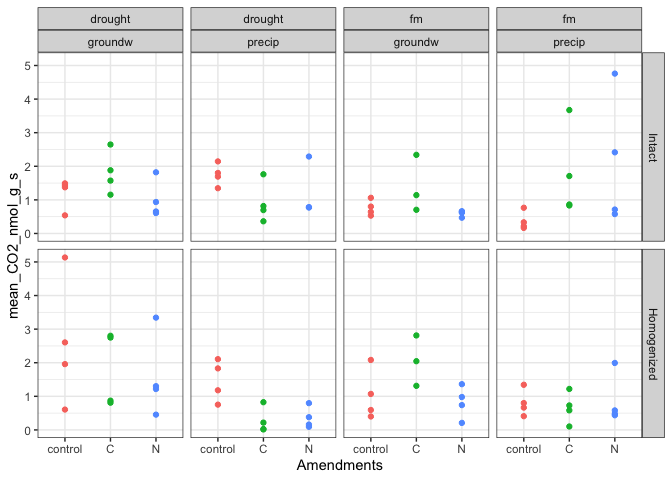 drought drought fm fm
groundw precip groundw precip
5
4
3
2
1
0
Intact
5
4
3
2
1
0
Homogenized
mean_CO2_nmol_g_s
control C N control C N control C N control C N
Amendments